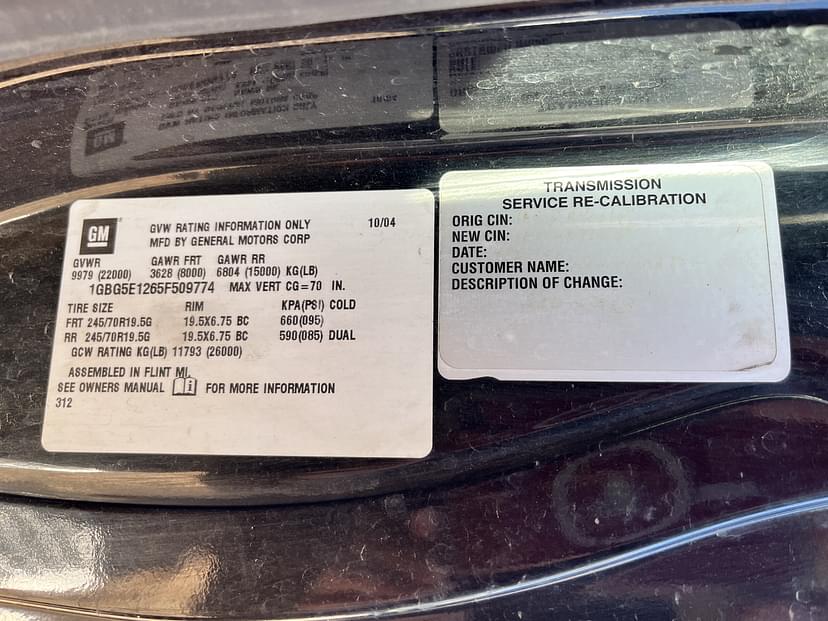 GM
GVW RATING INFORMATION ONLY 10/04
MFD BY GENERAL MOTORS CORP
GVWR GAWR FRT GAWR RR
9979 (22000) 3628 (8000) 6804 (15000) KG(LB)
1GBG5E1265F509774 MAX VERT CG=70 IN.
TIRE SIZE RIM KPA(PSI) COLD
FRT 245/70R19.5G 19.5X6.75 BC 660(095)
RR 245/70R19.5G 19.5X6.75 BC 590(085) DUAL
GCW RATING KG(LB) 11793 (26000)
ASSEMBLED IN FLINT MI.
SEE OWNERS MANUAL FOR MORE INFORMATION
312
TRANSMISSION
SERVICE RE-CALIBRATION
ORIG CIN:
NEW CIN:
DATE:
CUSTOMER NAME:
DESCRIPTION OF CHANGE: